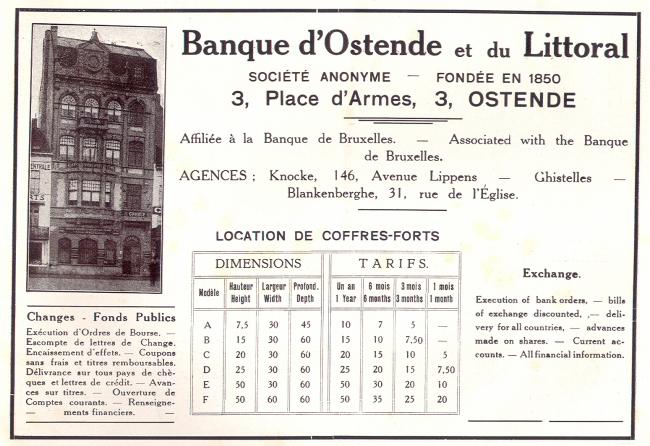 Banque d'Ostende et du Littoral
SOCIÉTÉ ANONYME — FONDÉE EN 1850
3, Place d'Armes, 3, OSTENDE
Affiliée à la Banque de Bruxelles. — Associated with the Banque
de Bruxelles.
AGENCES ; Knocke, 146, Avenue Lippens — Ghistelles —
Blankenberghe, 31, rue de l'Église.
LOCATION DE COFFRES-FORTS
DIMENSIONS TARIFS.
Modèle Hauteur Height Largeur Width Profond. Depth Un an 1 Year 6 mois 6 months 3 mois 3 months 1 mois 1 month
A 7,5 30 45 10 7 5 —
B 15 30 60 15 10 7,50 —
C 20 30 60 20 15 10 5
D 25 30 60 25 20 15 7,50
E 50 30 60 50 30 20 10
F 50 60 60 50 35 25 20
Changes - Fonds Publics
Exécution d'Ordres de Bourse. —
Escompte de lettres de Change.
Encaissement d'effets. — Coupons
sans frais et titres remboursables.
Délivrance sur tous pays de chè-
ques et lettres de crédit. — Avan-
ces sur titres. — Ouverture de
Comptes courants. — Renseigne-
— ments financiers. —
Exchange.
Execution of bank orders, — bills
of exchange discounted, ,— deli-
very for all countries, — advances
made on shares. — Current ac-
counts. — All financial information.